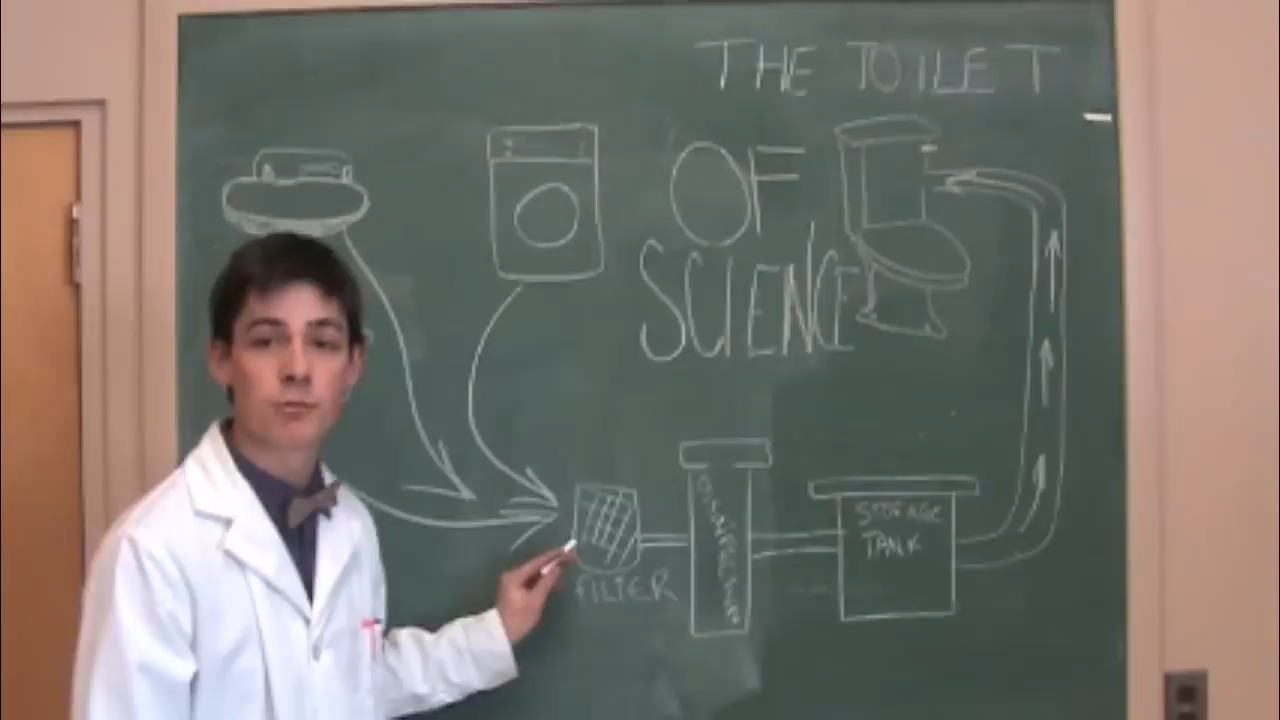 THE TOILET
OF
SCIENCE
STORAGE
TANK
FILTER